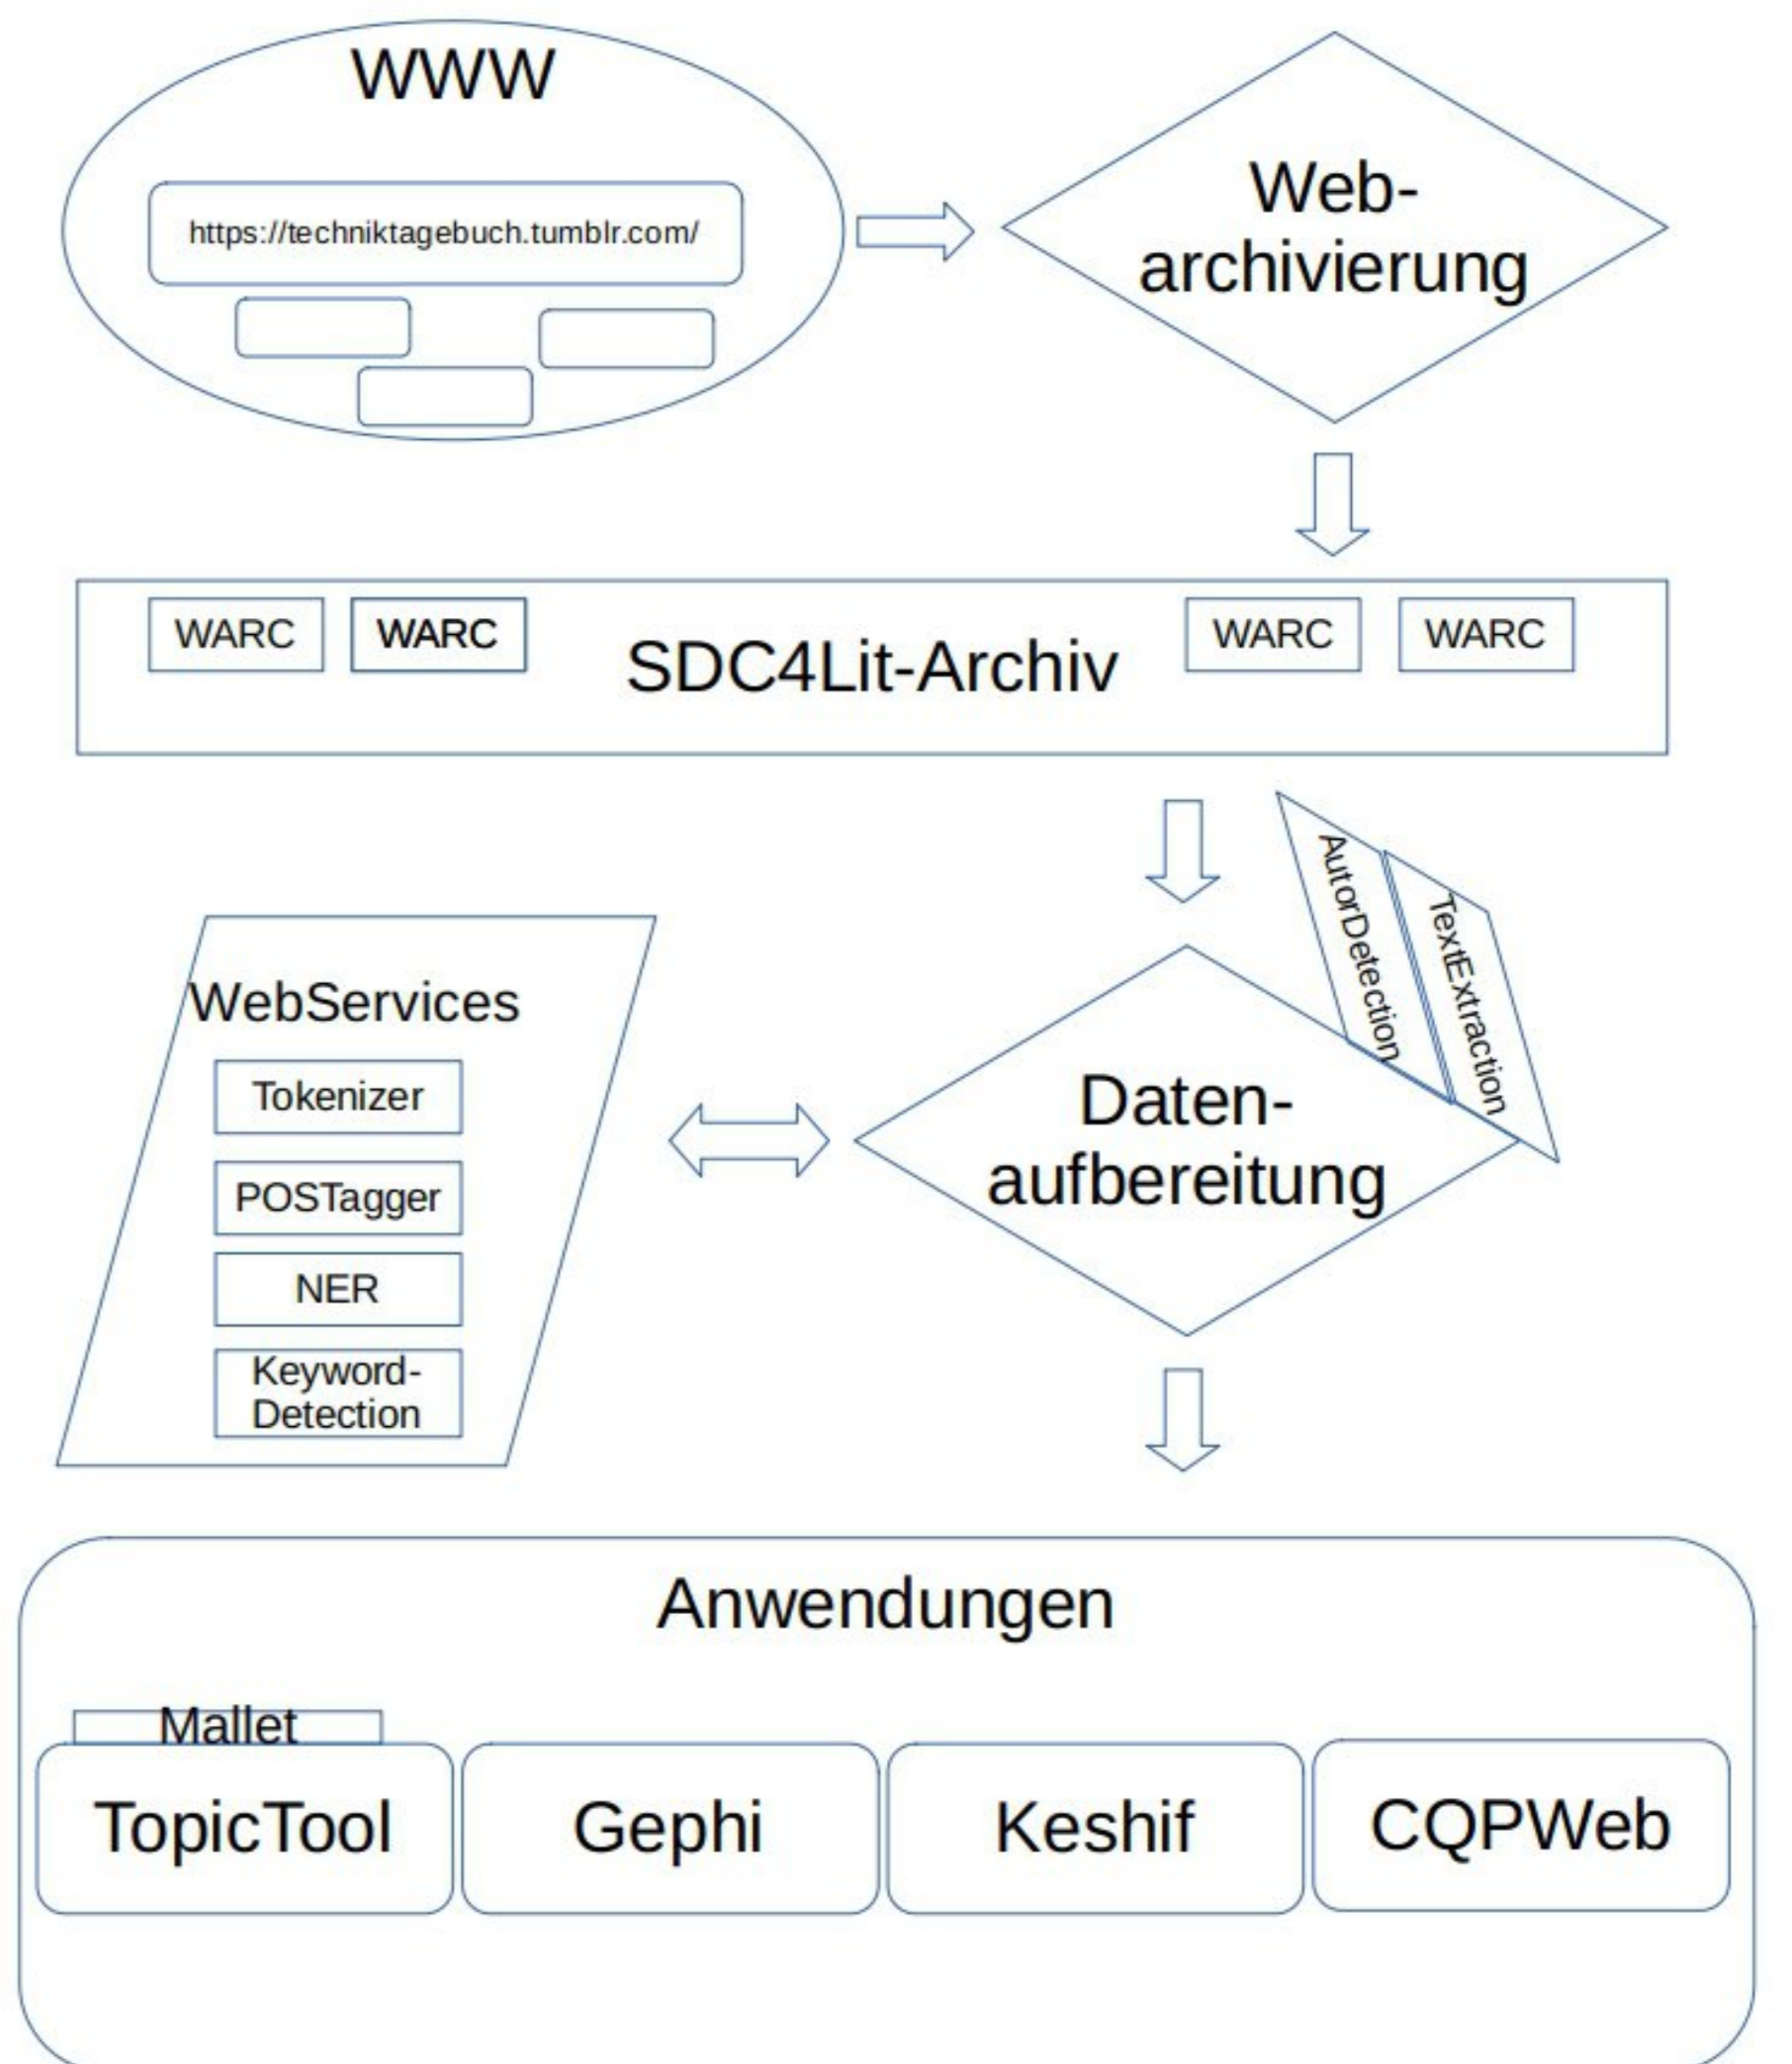 WWW
https://techniktagebuch.tumblr.com/
Web-
archivierung
WARC
WARC
SDC4Lit-Archiv
WARC
WARC
AutorDetection
TextExtraction
WebServices
Tokenizer
POSTagger
NER
Keyword-
Detection
Daten-
aufbereitung
Anwendungen
Mallet
TopicTool
Gephi
Keshif
CQPWeb